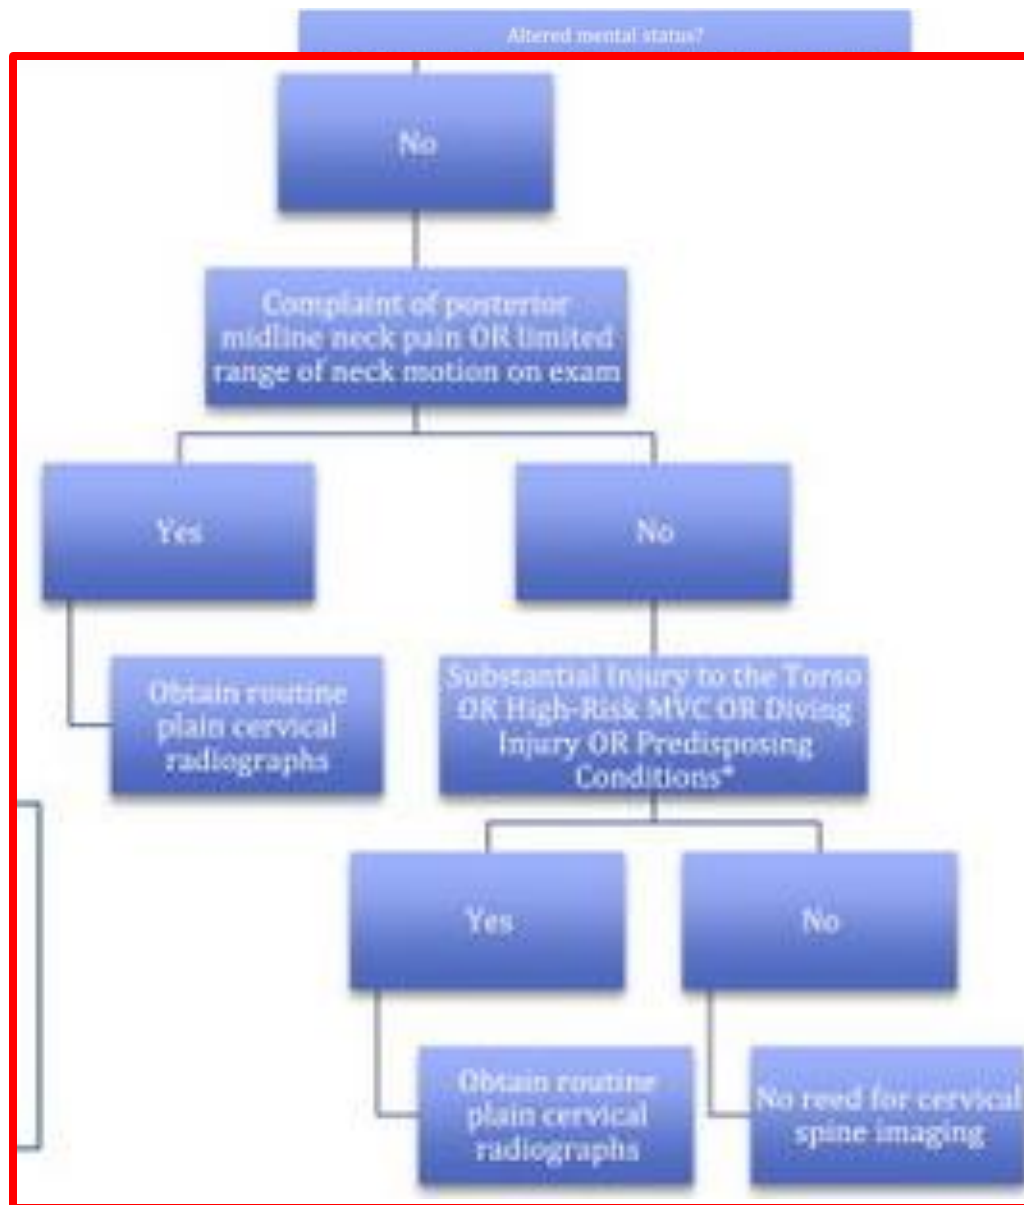 Altered mental status?
No
Complaint of posterior
midline neck pain OR limited
range of neck motion on exam
Yes
No
Obtain routine
plain cervical
radiographs
Substantial Injury to the Torso
OR High-Risk MVC OR Diving
Injury OR Predisposing
Conditions*
Yes
No
Obtain routine
plain cervical
radiographs
No need for cervical
spine imaging